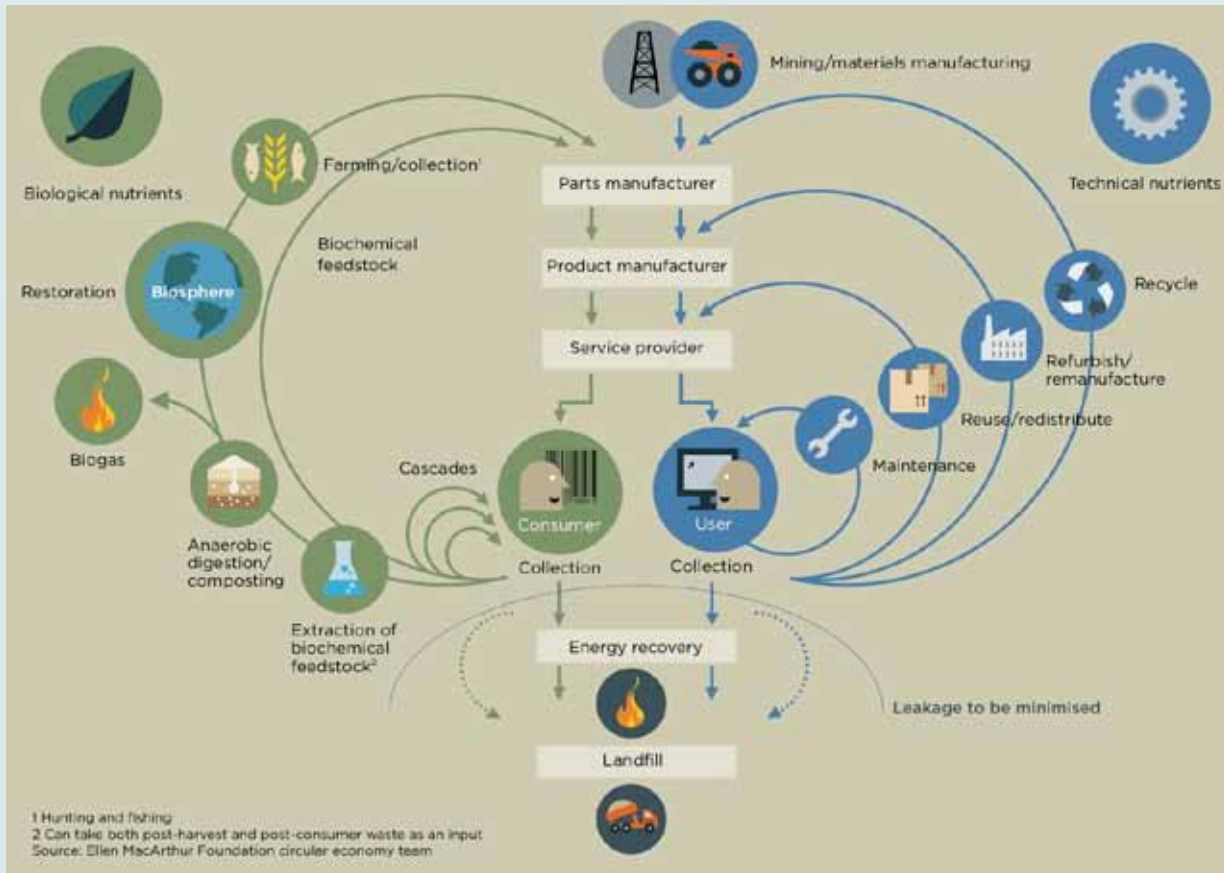 Mining/materials manufacturing
Biological nutrients
Technical nutrients
Farming/collection¹
Parts manufacturer
Biochemical
feedstock
Product manufacturer
Restoration
Biosphere
Recycle
Service provider
Refurbish/
remanufacture
Reuse/redistribute
Biogas
Cascades
Maintenance
Consumer
User
Anaerobic
digestion/
composting
Collection
Collection
Extraction of
biochemical
feedstock²
Energy recovery
Leakage to be minimised
Landfill
1 Hunting and fishing
2 Can take both post-harvest and post-consumer waste as an input
Source: Ellen MacArthur Foundation circular economy team